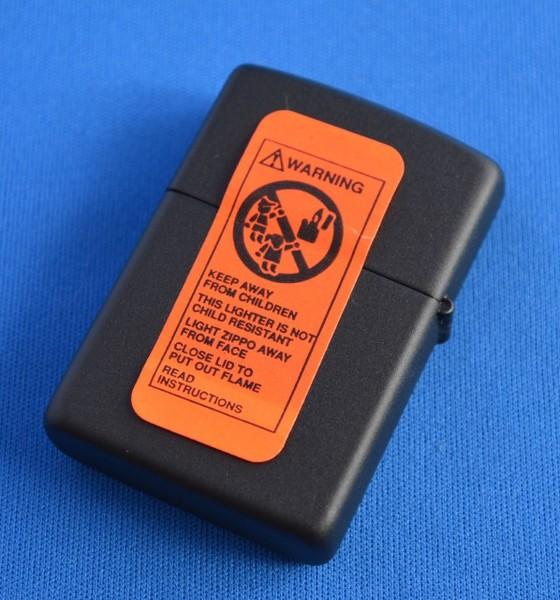 WARNING
KEEP AWAY
FROM CHILDREN
THIS LIGHTER IS NOT
CHILD RESISTANT
LIGHT ZIPPO AWAY
FROM FACE
CLOSE LID TO
PUT OUT FLAME
READ
INSTRUCTIONS